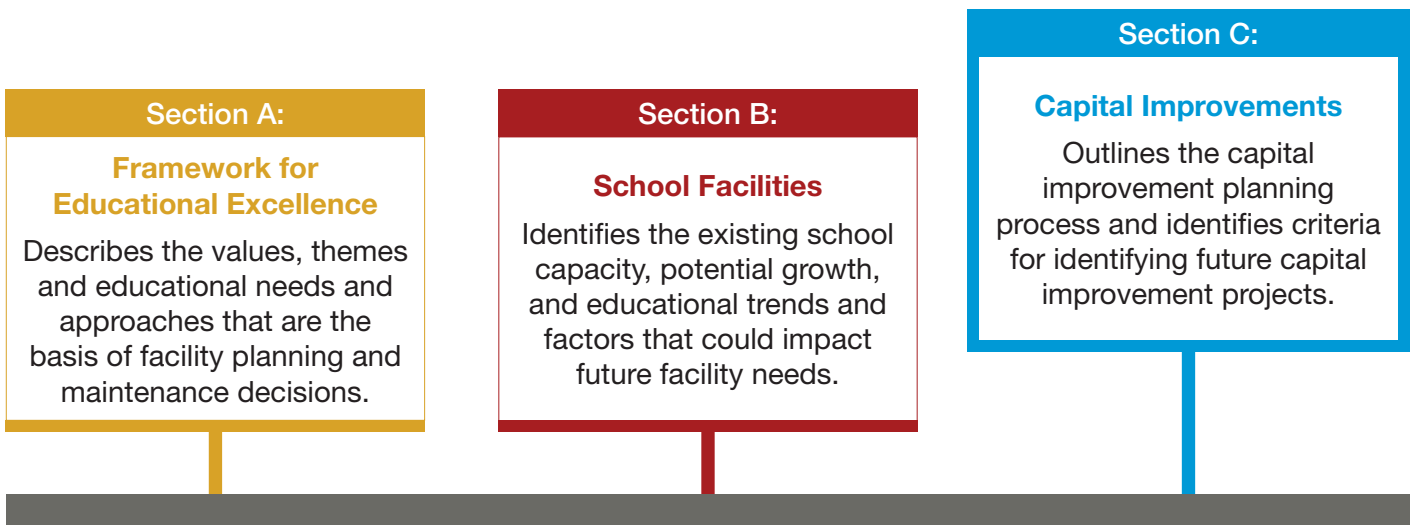 Section A:
Framework for
Educational Excellence
Describes the values, themes
and educational needs and
approaches that are the
basis of facility planning and
maintenance decisions.
Section B:
School Facilities
Identifies the existing school
capacity, potential growth,
and educational trends and
factors that could impact
future facility needs.
Section C:
Capital Improvements
Outlines the capital
improvement planning
process and identifies criteria
for identifying future capital
improvement projects.